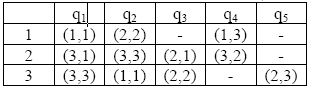 q1 q2 q3 q4 q5
1 (1,1) (2,2) - (1,3) -
2 (3,1) (3,3) (2,1) (3,2) -
3 (3,3) (1,1) (2,2) - (2,3)